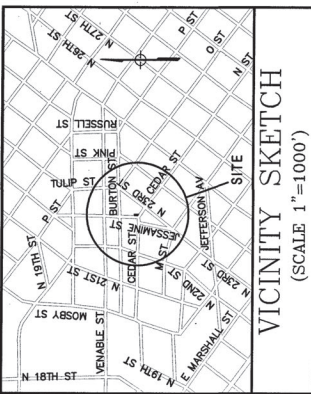 N 27TH ST
N 26TH ST
P ST
O ST
N ST
RUSSELL ST
PINK ST
TULIP ST
BURTON ST
CEDAR ST
N 23RD ST
JESSAMINE ST
CEDAR ST
M ST
JEFFERSON AV
SITE
P ST
N 19TH ST
N 21ST ST
22ND ST
N 23RD ST
MOSBY ST
VENABLE ST
N 18TH ST
N 19TH ST
E MARSHALL ST
VICINITY SKETCH
(SCALE 1"=1000')